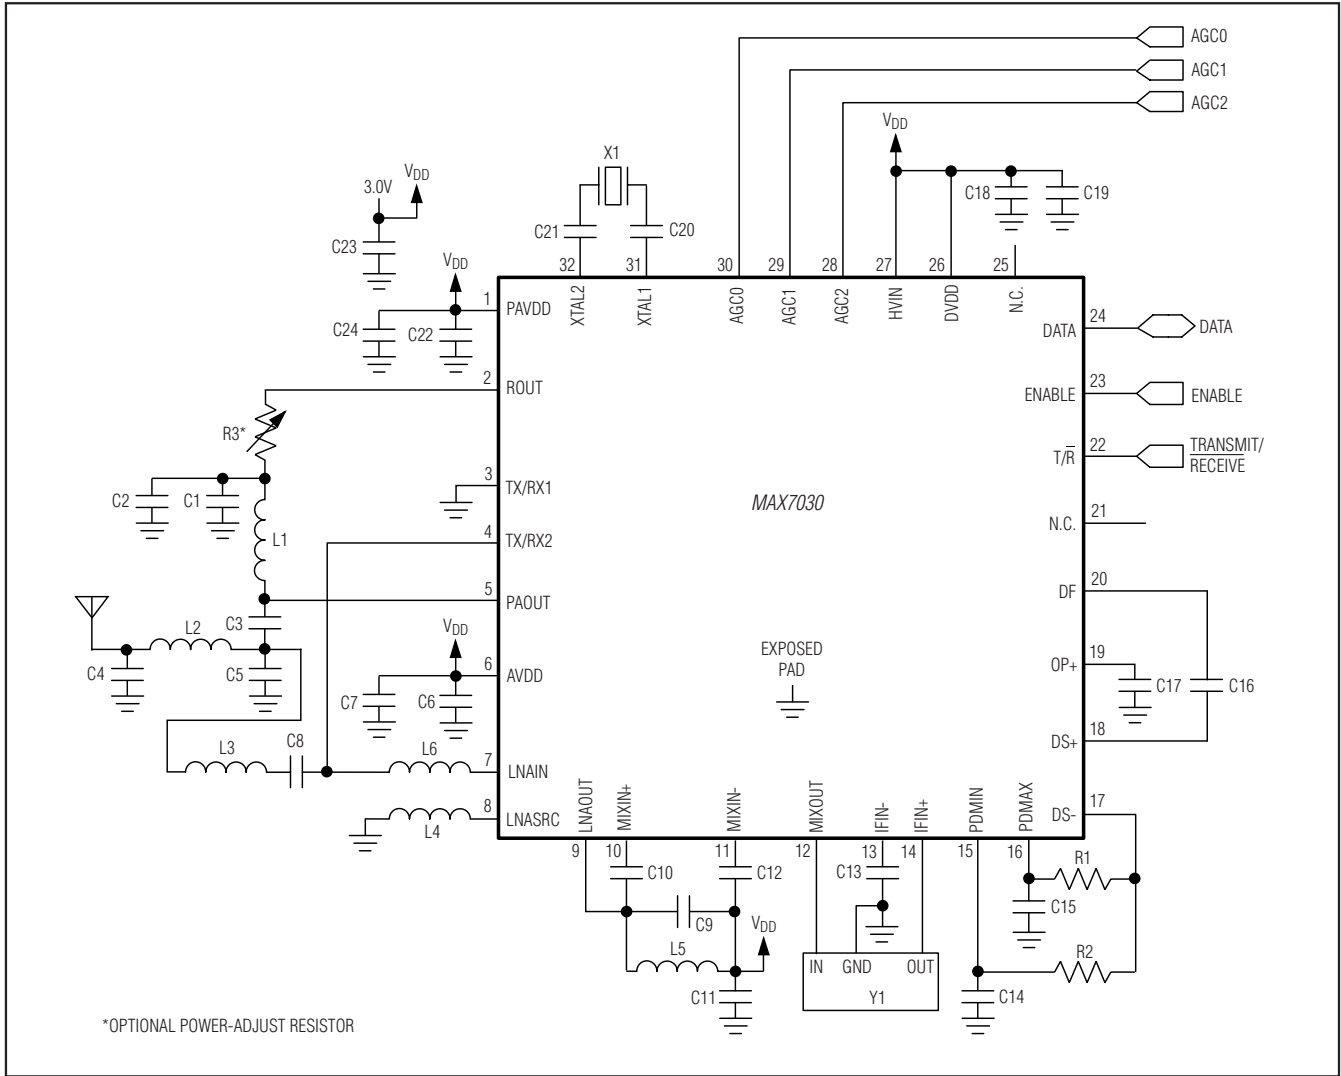 AGC0
AGC1
AGC2
VDD
X1
3.0V
VDD
C18
C19
C21
C20
C23
VDD
32
31
30
29
28
27
26
25
1
PAVDD
XTAL2
XTAL1
AGC0
AGC1
AGC2
HVIN
DVDD
N.C.
C24
C22
DATA
24
DATA
2
ROUT
ENABLE
23
ENABLE
R3*
T/R̅
22
TRANSMIT/
R̅E̅C̅E̅I̅V̅E̅
3
TX/RX1
C2
C1
MAX7030
N.C.
21
L1
4
TX/RX2
5
PAOUT
DF
20
C3
L2
VDD
C4
C5
6
AVDD
EXPOSED
PAD
OP+
19
C17
C16
C7
C6
DS+
18
L3
C8
L6
7
LNAIN
L4
8
LNASRC
LNAOUT
MIXIN+
MIXIN-
MIXOUT
IFIN-
IFIN+
PDMIN
PDMAX
DS-
17
9
10
11
12
13
14
15
16
C10
C12
C13
R1
C15
C9
VDD
L5
IN
GND
OUT
R2
C11
Y1
C14
*OPTIONAL POWER-ADJUST RESISTOR